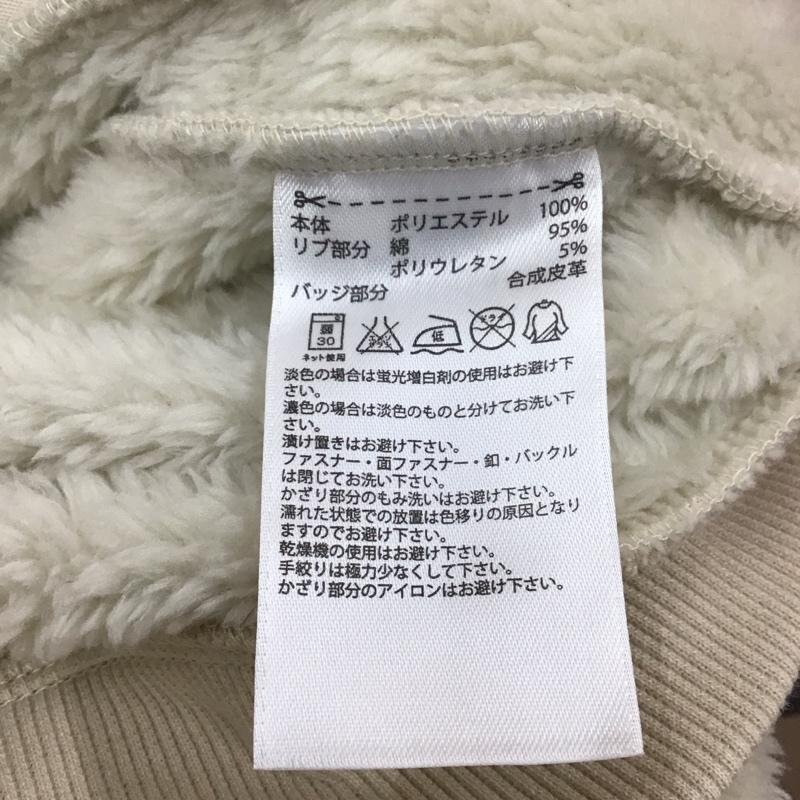 本体 ポリエステル 100%
リブ部分 綿 95%
ポリウレタン 5%
バッジ部分 合成皮革
弱
30
ネット使用
エンソ
サラシ
低
ドライ
淡色の場合は蛍光増白剤の使用はお避け下
さい。
濃色の場合は淡色のものと分けてお洗い下
さい。
漬け置きはお避け下さい。
ファスナー・面ファスナー・釦・バックル
は閉じてお洗い下さい。
かざり部分のもみ洗いはお避け下さい。
濡れた状態での放置は色移りの原因となり
ますのでお避け下さい。
乾燥機の使用はお避け下さい。
手絞りは極力少なくして下さい。
かざり部分のアイロンはお避け下さい。